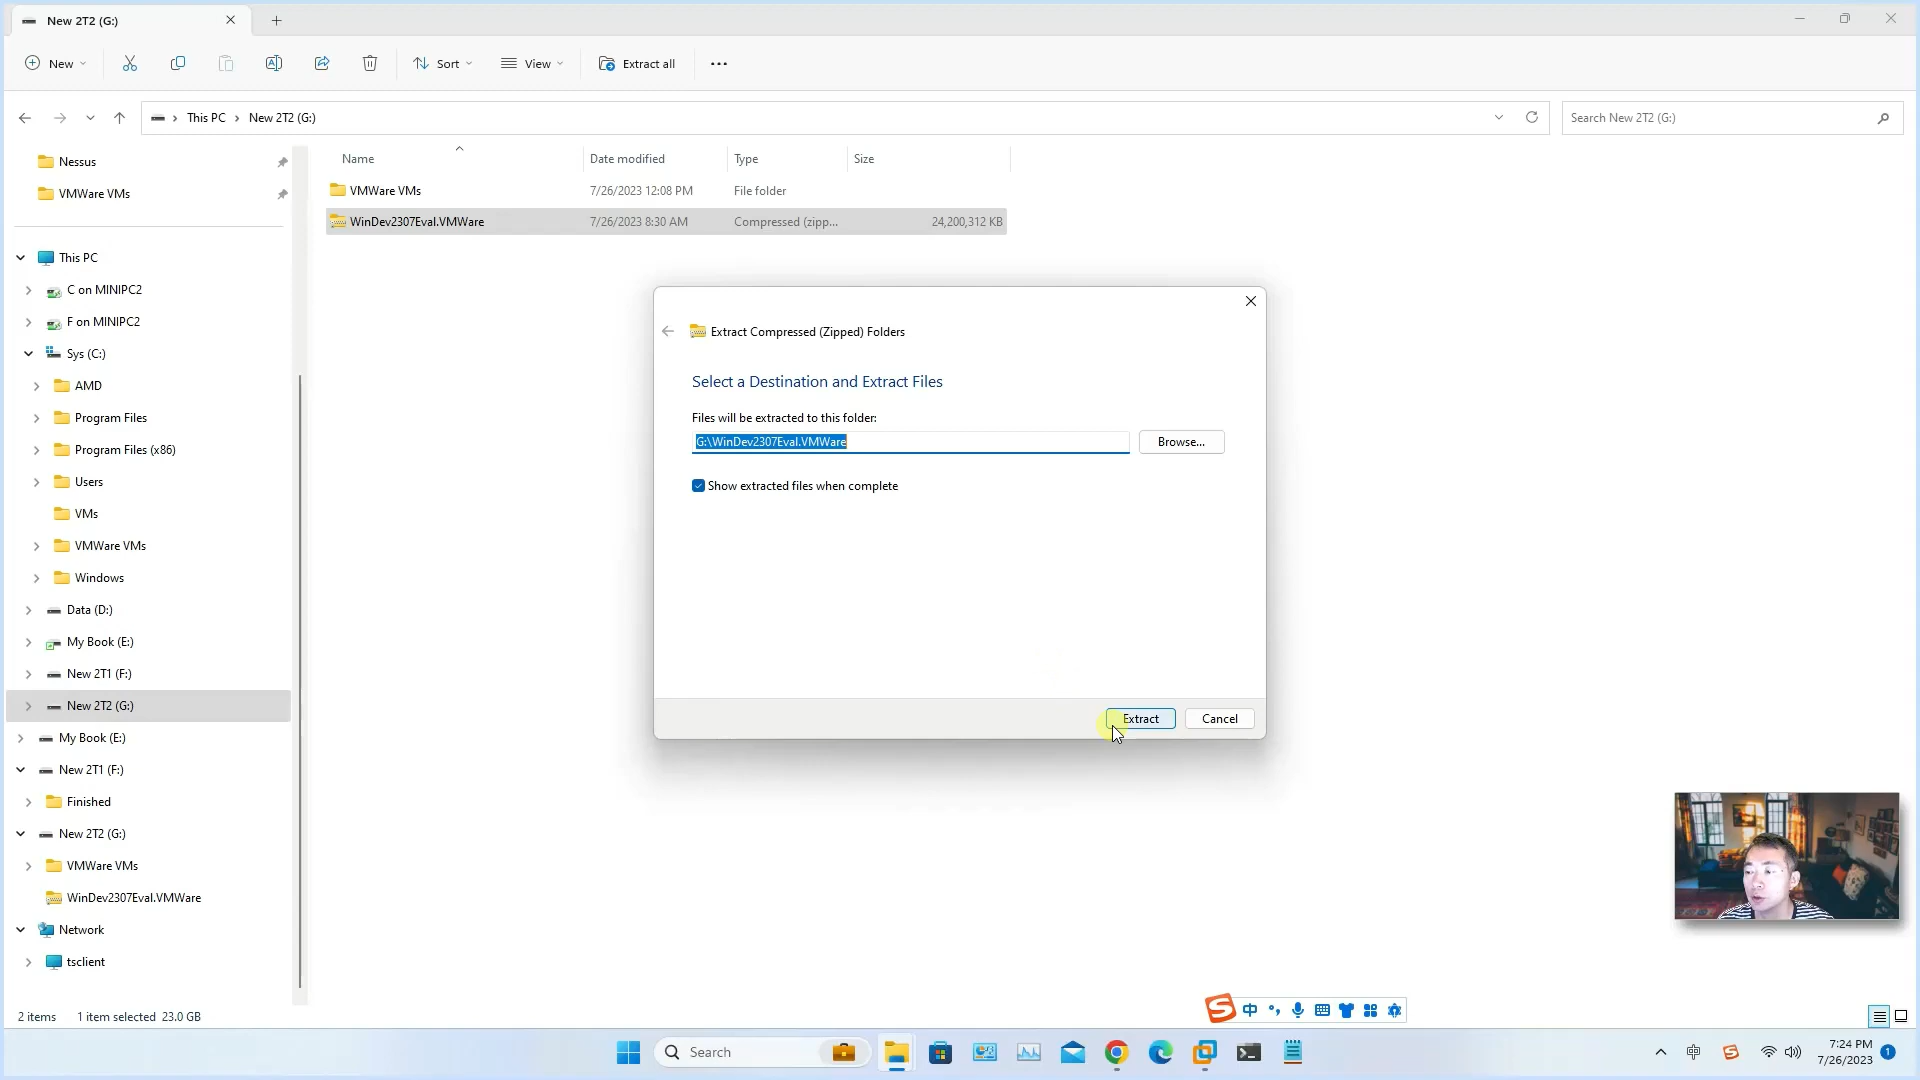 New 2T2 (G:)
New
Sort
View
Extract all
This PC
New 2T2 (G:)
Search New 2T2 (G:)
Nessus
VMWare VMs
This PC
C on MINIPC2
F on MINIPC2
Sys (C:)
AMD
Program Files
Program Files (x86)
Users
VMs
VMWare VMs
Windows
Data (D:)
My Book (E:)
New 2T1 (F:)
New 2T2 (G:)
My Book (E:)
New 2T1 (F:)
Finished
New 2T2 (G:)
VMWare VMs
WinDev2307Eval.VMWare
Network
tsclient
Name Date modified Type Size
VMWare VMs 7/26/2023 12:08 PM File folder
WinDev2307Eval.VMWare 7/26/2023 8:30 AM Compressed (zipp... 24,200,312 KB
Extract Compressed (Zipped) Folders
Select a Destination and Extract Files
Files will be extracted to this folder:
G:\WinDev2307Eval.VMWare
Browse...
Show extracted files when complete
Extract
Cancel
2 items 1 item selected 23.0 GB
S 中
Search
中 S
7:24 PM
7/26/2023
1